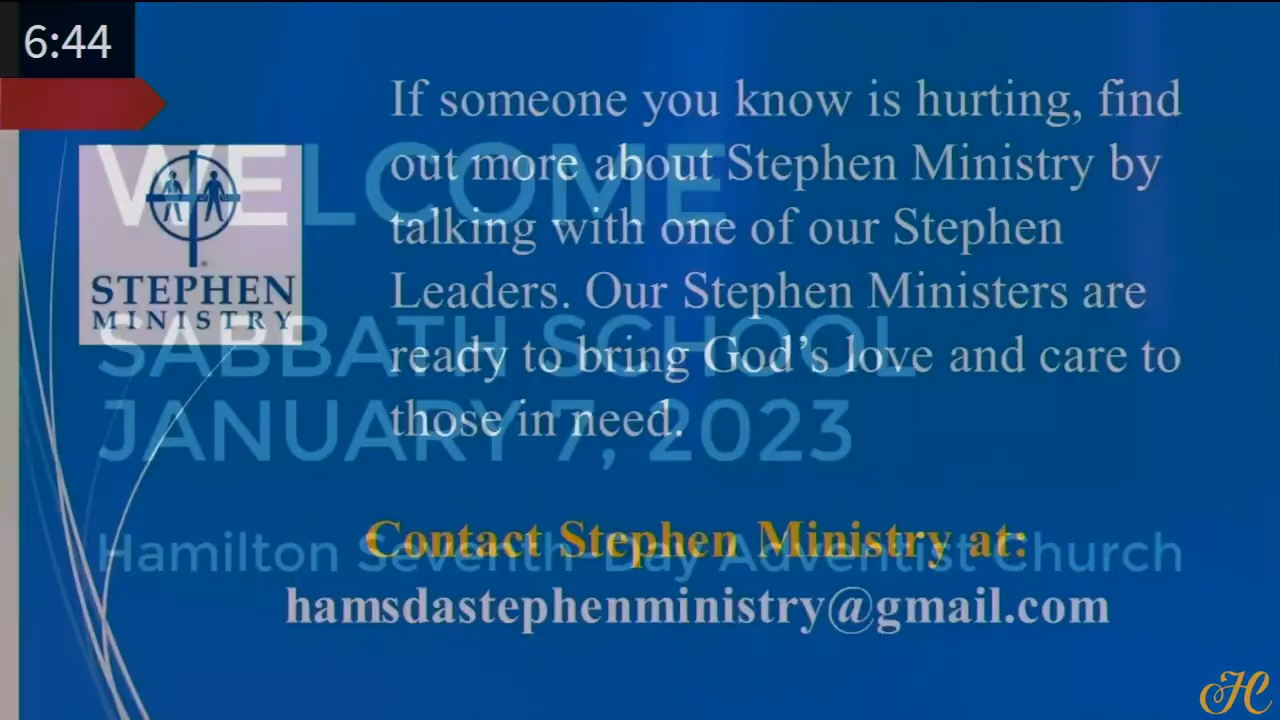 6:44
If someone you know is hurting, find
out more about Stephen Ministry by
talking with one of our Stephen
Leaders. Our Stephen Ministers are
ready to bring God's love and care to
those in need.
Contact Stephen Ministry at:
hamsdastephenministry@gmail.com
STEPHEN
MINISTRY
WELCOME
SABBATH SCHOOL
JANUARY 7, 2023
Hamilton Seventh-Day Adventist Church
HC